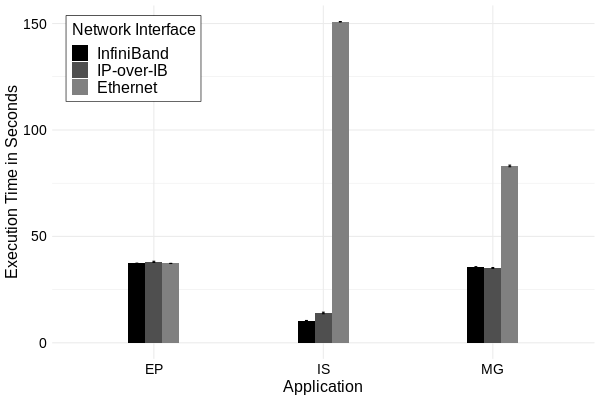 Network Interface
InfiniBand
IP-over-IB
Ethernet
Execution Time in Seconds
150
100
50
0
EP IS MG
Application